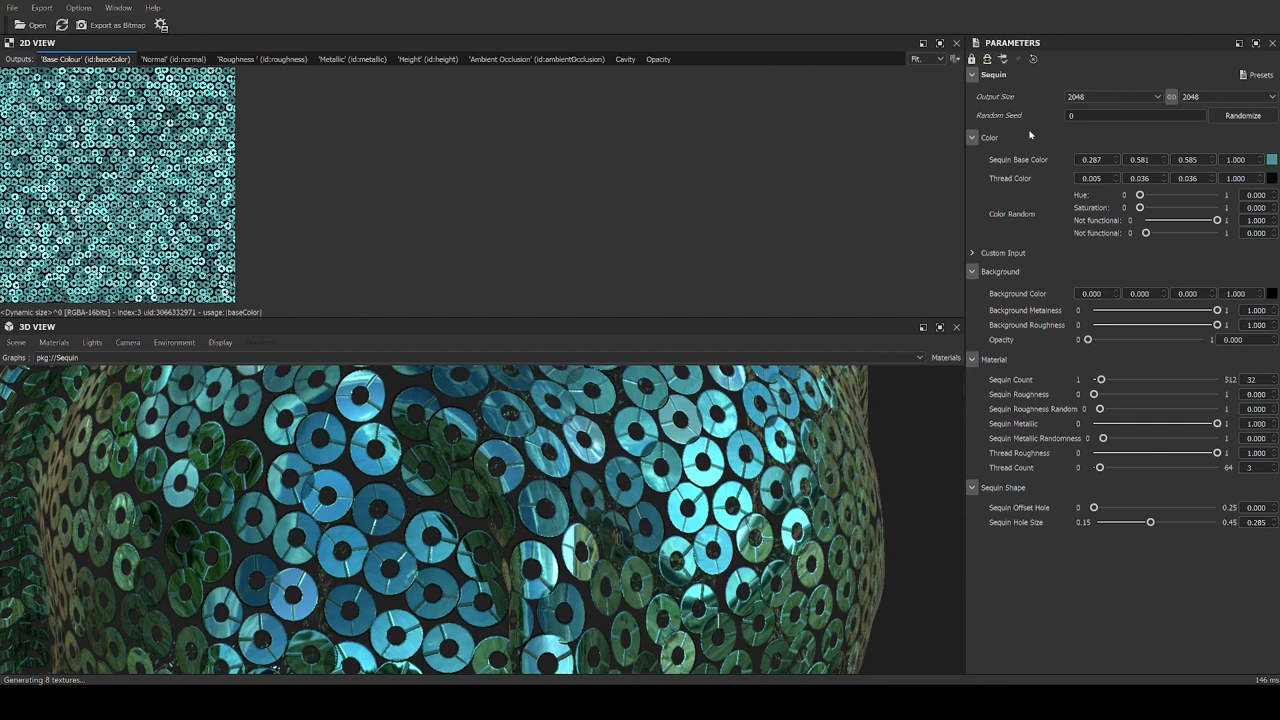 File Export Options Window Help
Open Export as Bitmap
2D VIEW
Outputs: 'Base Colour' (id:baseColor) 'Normal' (id:normal) 'Roughness ' (id:roughness) 'Metallic' (id:metallic) 'Height' (id:height) 'Ambient Occlusion' (id:ambientOcclusion) Cavity Opacity Fit.
<Dynamic size>^0 [RGBA-16bits] - index:3 uid:3066332971 - usage: |baseColor|
3D VIEW
Scene Materials Lights Camera Environment Display Renderer
Graphs : pkg://Sequin Materials
Generating 8 textures...
PARAMETERS
Sequin Presets
Output Size 2048 2048
Random Seed 0 Randomize
Color
Sequin Base Color 0.287 0.581 0.585 1.000
Thread Color 0.005 0.036 0.036 1.000
Color Random
Hue: 0 1 0.000
Saturation: 0 1 0.000
Not functional: 0 1 1.000
Not functional: 0 1 0.000
Custom Input
Background
Background Color 0.000 0.000 0.000 1.000
Background Metalness 0 1 1.000
Background Roughness 0 1 1.000
Opacity 0 1 0.000
Material
Sequin Count 1 512 32
Sequin Roughness 0 1 0.000
Sequin Roughness Random 0 1 0.000
Sequin Metallic 0 1 1.000
Sequin Metallic Randomness 0 1 0.000
Thread Roughness 0 1 1.000
Thread Count 0 64 3
Sequin Shape
Sequin Offset Hole 0 0.25 0.000
Sequin Hole Size 0.15 0.45 0.285
146 ms